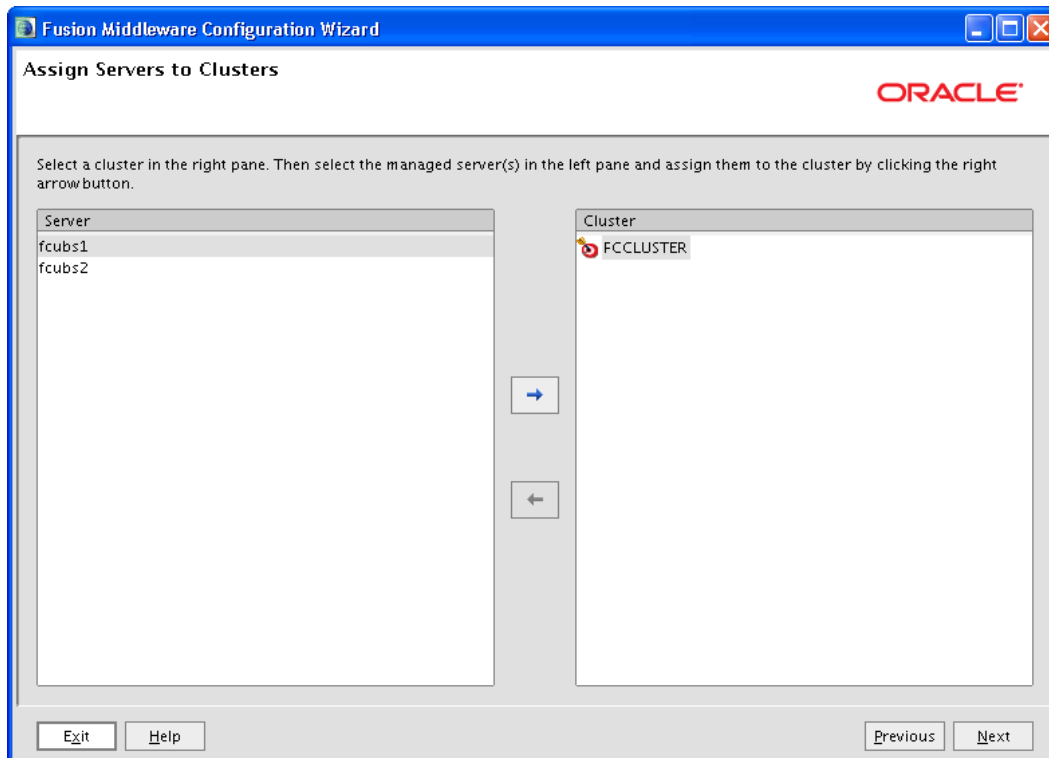 Fusion Middleware Configuration Wizard
Assign Servers to Clusters
ORACLE
Select a cluster in the right pane. Then select the managed server(s) in the left pane and assign them to the cluster by clicking the right
arrow button.
Server
fcubs1
fcubs2
Cluster
FCCLUSTER
Exit
Help
Previous
Next